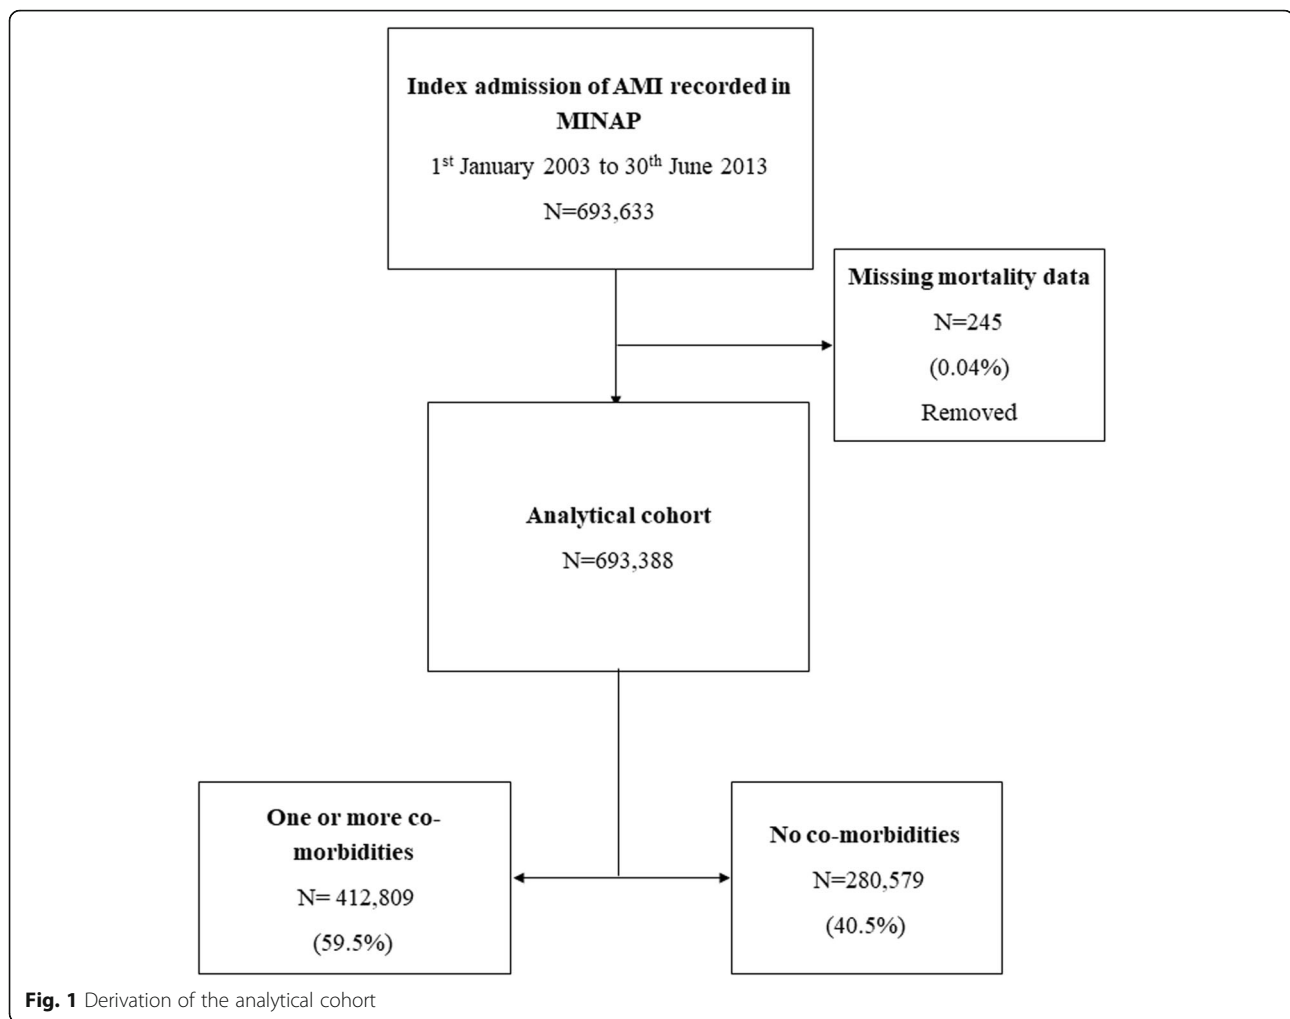 Index admission of AMI recorded in
MINAP
1st January 2003 to 30th June 2013
N=693,633
Missing mortality data
N=245
(0.04%)
Removed
Analytical cohort
N=693,388
One or more co-
morbidities
N= 412,809
(59.5%)
No co-morbidities
N=280,579
(40.5%)
Fig. 1 Derivation of the analytical cohort